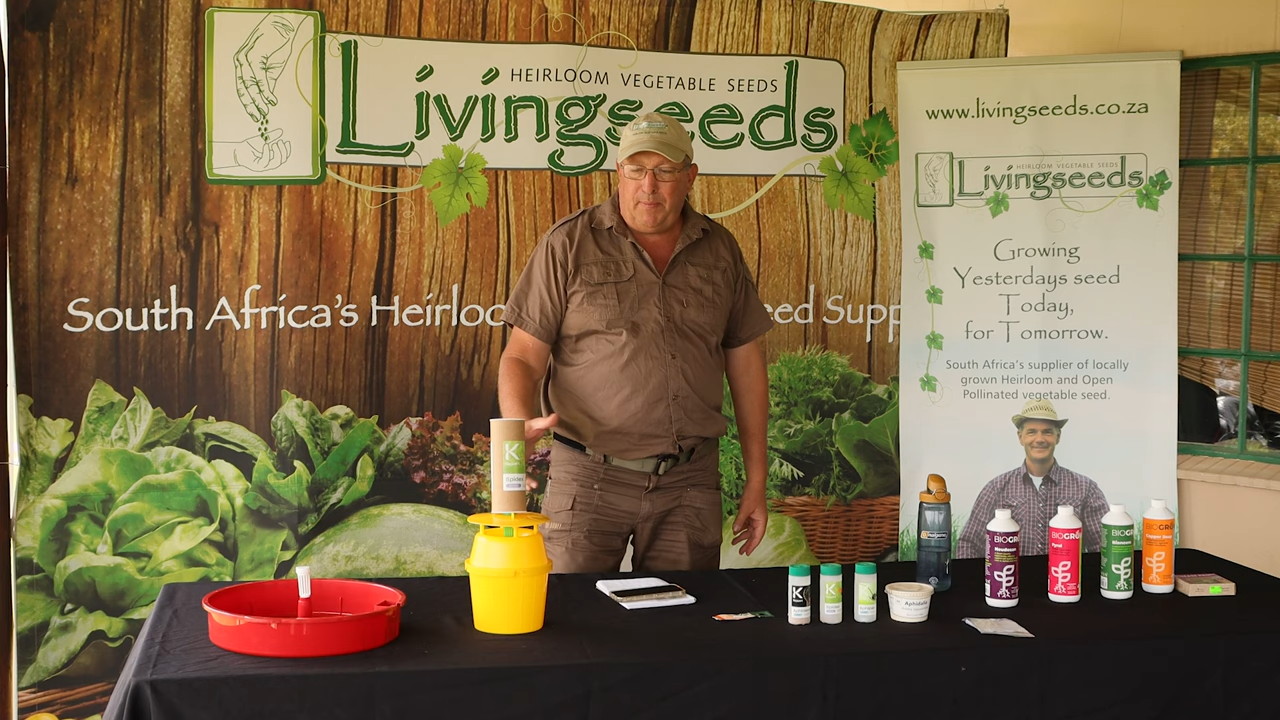 HEIRLOOM VEGETABLE SEEDS
Livingseeds
South Africa's Heirloo
eed Supp
www.livingseeds.co.za
HEIRLOOM VEGETABLE SEEDS
Livingseeds
Growing
Yesterdays seed
Today,
for Tomorrow.
South Africa's supplier of locally
grown Heirloom and Open
Pollinated vegetable seed.
K
K
K
BIOGRO
BIOGRO
BIOGRO
BIOGRO